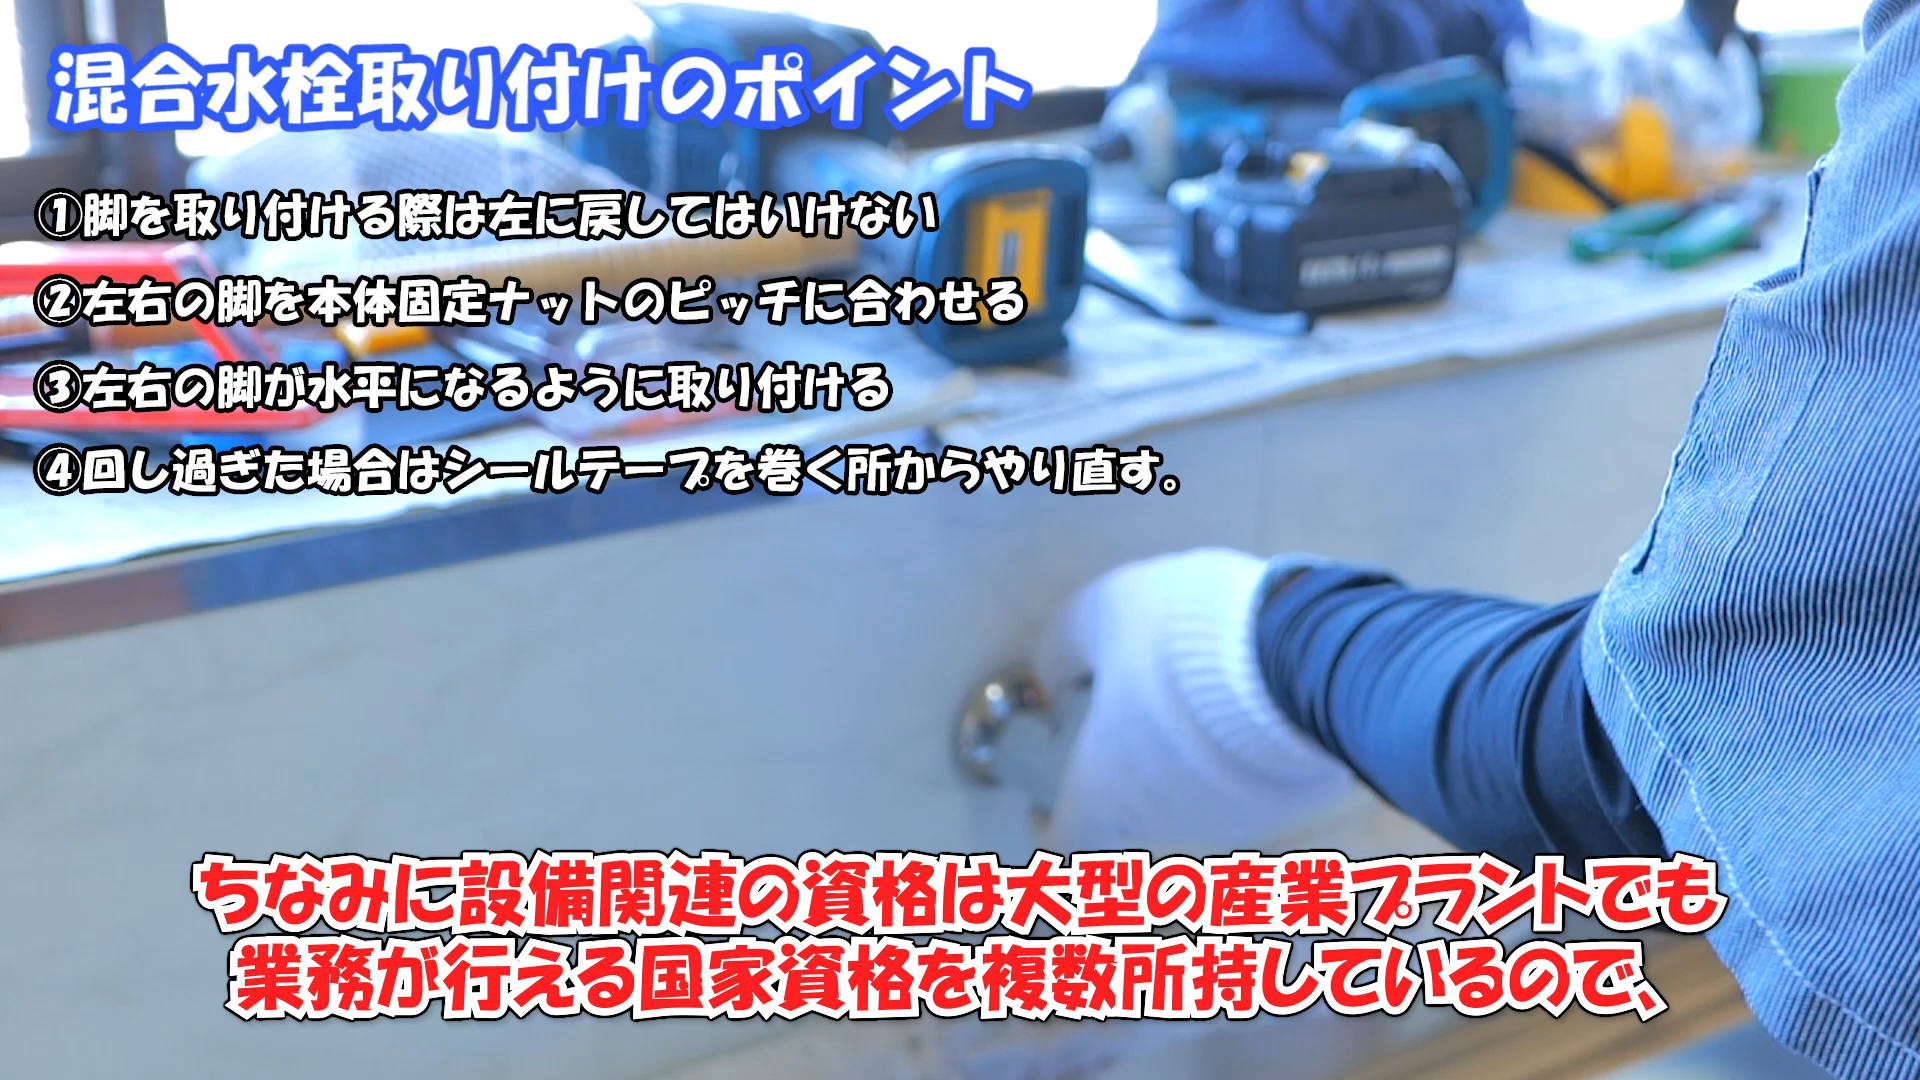 混合水栓取り付けのポイント
①脚を取り付ける際は左に戻してはいけない
②左右の脚を本体固定ナットのピッチに合わせる
③左右の脚が水平になるように取り付ける
④回し過ぎた場合はシールテープを巻く所からやり直す。
ちなみに設備関連の資格は大型の産業プラントでも
業務が行える国家資格を複数所持しているので、